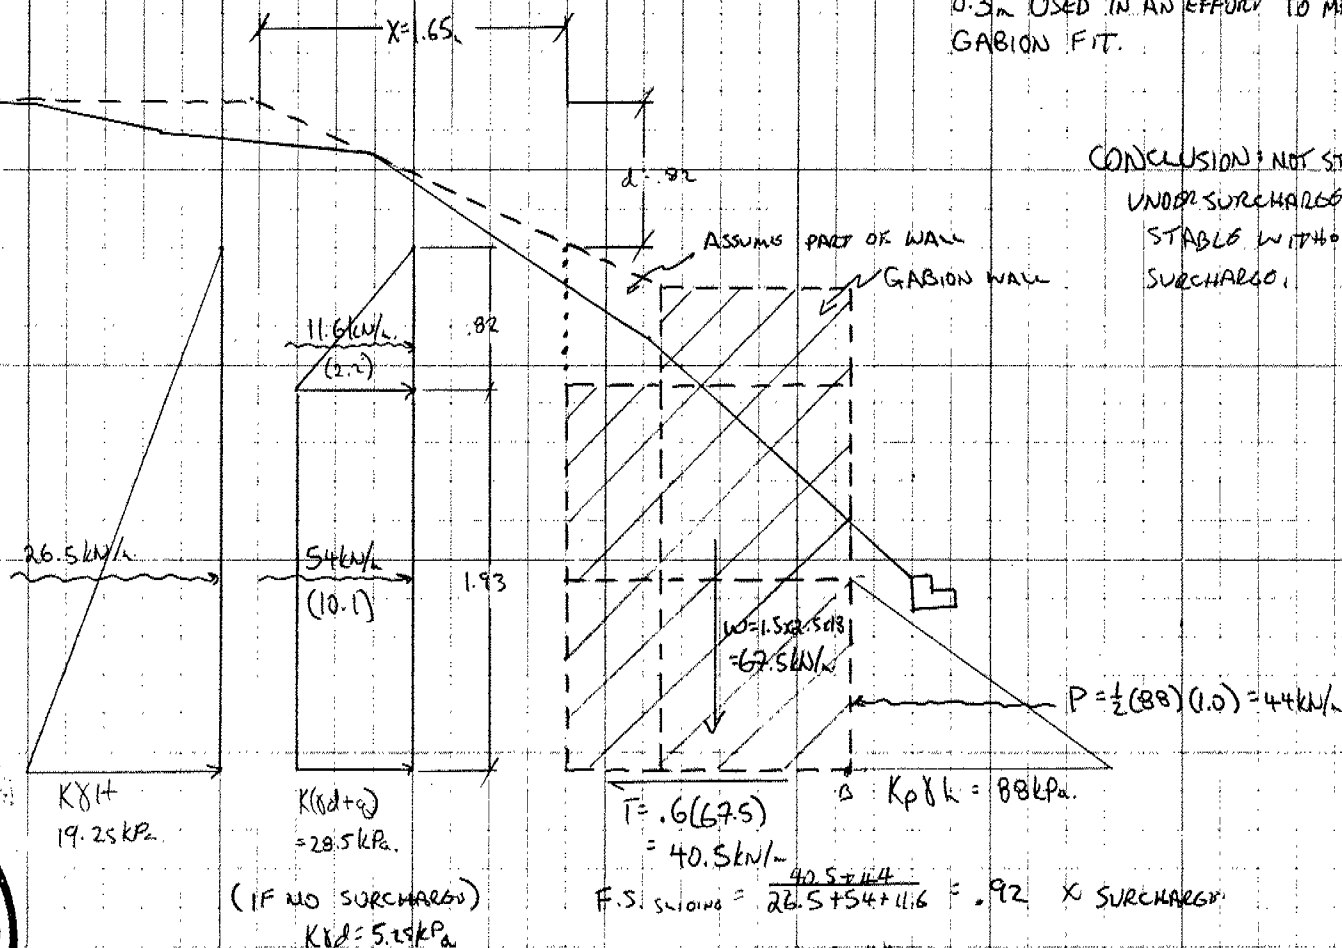 0.3m USED IN AN EFFORT TO
GABION FIT.
X=1.65m
CONCLUSION: NOT
UNDER SURCHARGE
STABLE
SURCHARGE.
d=.82
ASSUME PART OF WALL
GABION WALL
11.6kN/m
(2.2)
.82
26.5kN/m
54kN/m
(10.1)
1.93
W=1.5x2.5x18
=67.5kN/m
P=½(88)(1.0)=44kN/m
KγH
19.25kPa
K(γd+q)
=28.5kPa.
T= .6(67.5)
= 40.5kN/m
B
Kpγh = 88kPa.
(IF NO SURCHARGE)
Kγd=5.25kPa
F.S. SLIDING = 40.5+44
26.5+54+11.6 = .92 X SURCHARGE.